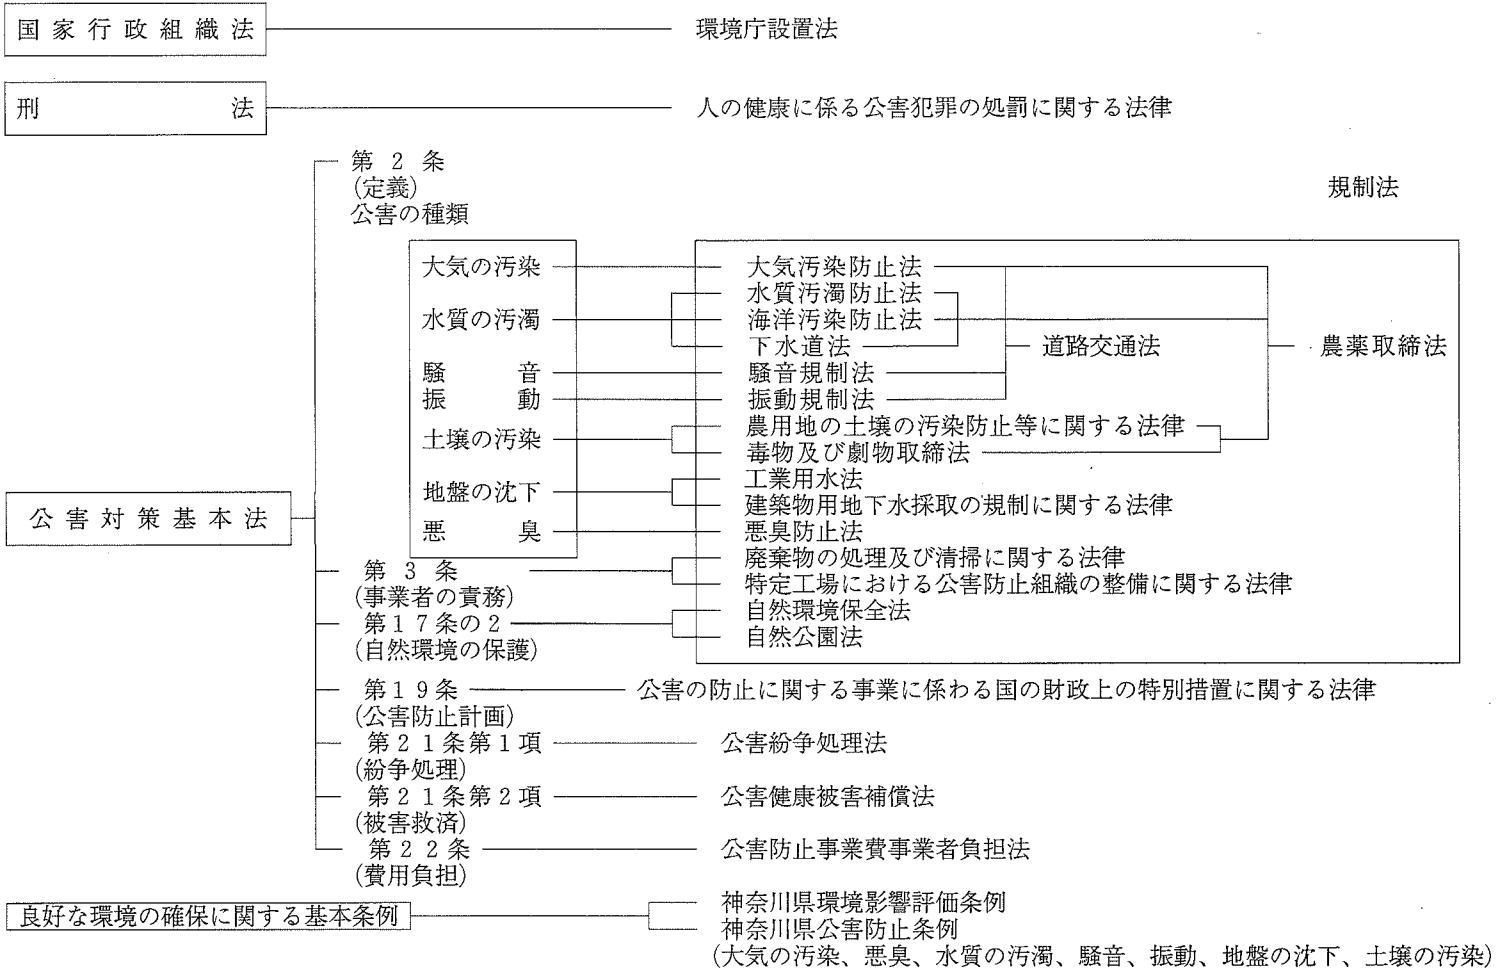 国家行政組織法 環境庁設置法
刑法 人の健康に係る公害犯罪の処罰に関する法律
第2条
(定義)
規制法
公害の種類
大気の汚染 大気汚染防止法
水質汚濁防止法
水質の汚濁 海洋汚染防止法
下水道法 道路交通法 農薬取締法
騒音 騒音規制法
振動 振動規制法
農用地の土壌の汚染防止等に関する法律
土壌の汚染
毒物及び劇物取締法
工業用水法
地盤の沈下
建築物用地下水採取の規制に関する法律
公害対策基本法
悪臭 悪臭防止法
廃棄物の処理及び清掃に関する法律
第3条
特定工場における公害防止組織の整備に関する法律
(事業者の責務)
自然環境保全法
第17条の2
自然公園法
(自然環境の保護)
第19条 公害の防止に関する事業に係わる国の財政上の特別措置に関する法律
(公害防止計画)
第21条第1項 公害紛争処理法
(紛争処理)
第21条第2項 公害健康被害補償法
(被害救済)
第22条 公害防止事業費事業者負担法
(費用負担)
神奈川県環境影響評価条例
良好な環境の確保に関する基本条例
神奈川県公害防止条例
(大気の汚染、悪臭、水質の汚濁、騒音、振動、地盤の沈下、土壌の汚染)